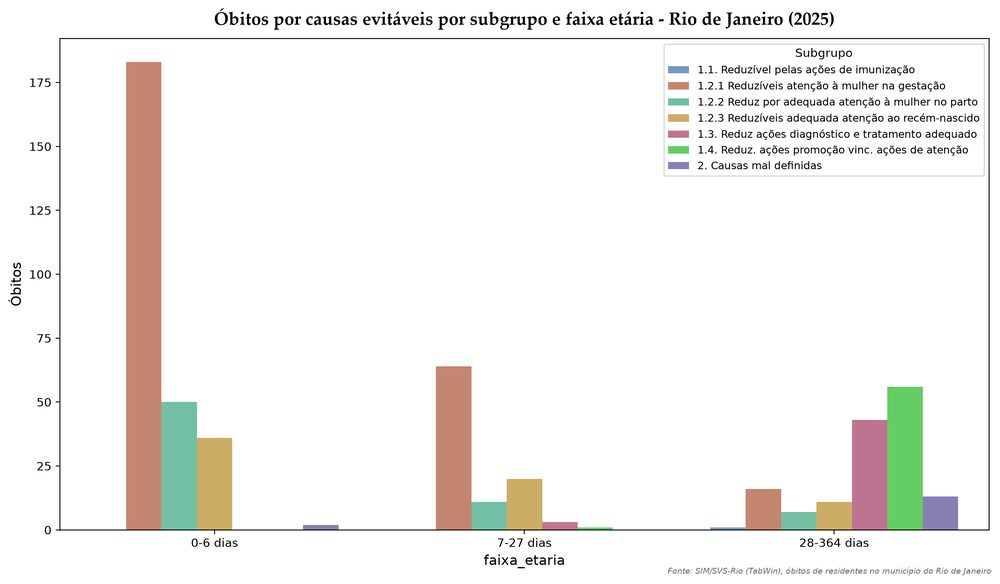 Óbitos por causas evitáveis por subgrupo e faixa etária - Rio de Janeiro (2025)
Subgrupo
1.1. Reduzível pelas ações de imunização
1.2.1 Reduzíveis atenção à mulher na gestação
1.2.2 Reduz por adequada atenção à mulher no parto
1.2.3 Reduzíveis adequada atenção ao recém-nascido
1.3. Reduz ações diagnóstico e tratamento adequado
1.4. Reduz. ações promoção vinc. ações de atenção
2. Causas mal definidas
Óbitos
175
150
125
100
75
50
25
0
0-6 dias
7-27 dias
28-364 dias
faixa_etaria
Fonte: SIM/SVS-Rio (TabWin), óbitos de residentes no município do Rio de Janeiro